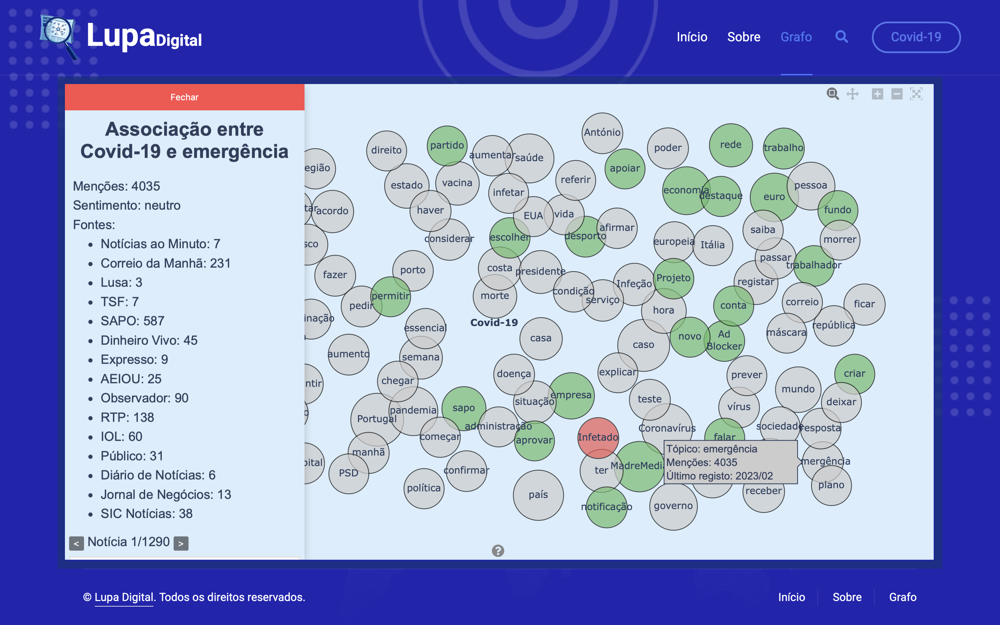 Lupa Digital
Início
Sobre
Grafo
Covid-19
Fechar
Associação entre
Covid-19 e emergência
Menções: 4035
Sentimento: neutro
Fontes:
• Notícias ao Minuto: 7
• Correio da Manhã: 231
• Lusa: 3
• TSF: 7
• SAPO: 587
• Dinheiro Vivo: 45
• Expresso: 9
• AEIOU: 25
• Observador: 90
• RTP: 138
• IOL: 60
• Público: 31
• Diário de Notícias: 6
• Jornal de Negócios: 13
• SIC Notícias: 38
< Notícia 1/1290 >
António
direito
partido
aumentar
saúde
poder
rede
trabalho
egião
apoiar
estado
vacina
infetar
referir
economia
destaque
euro
pessoa
tar
acordo
haver
EUA
vida
fundo
sco
considerar
escolher
desporto
afirmar
europeia
Itália
saiba
morrer
fazer
porto
costa
presidente
Infeção
Projeto
passar
trabalhador
registar
pedir
permitir
morte
condição
serviço
hora
conta
correio
ficar
inação
essencial
Covid-19
casa
caso
novo
Ad
Blocker
máscara
república
aumento
semana
doença
explicar
prever
criar
ntir
chegar
situação
empresa
teste
vírus
mundo
deixar
Portugal
pandemia
sapo
administração
Coronavírus
sociedade
resposta
começar
aprovar
Infetado
falar
manhã
PSD
pital
confirmar
ter
MadreMedia
Tópico: emergência
Menções: 4035
Último registo: 2023/02
mergência
política
país
notificação
governo
receber
plano
?
© Lupa Digital. Todos os direitos reservados.
Início
Sobre
Grafo